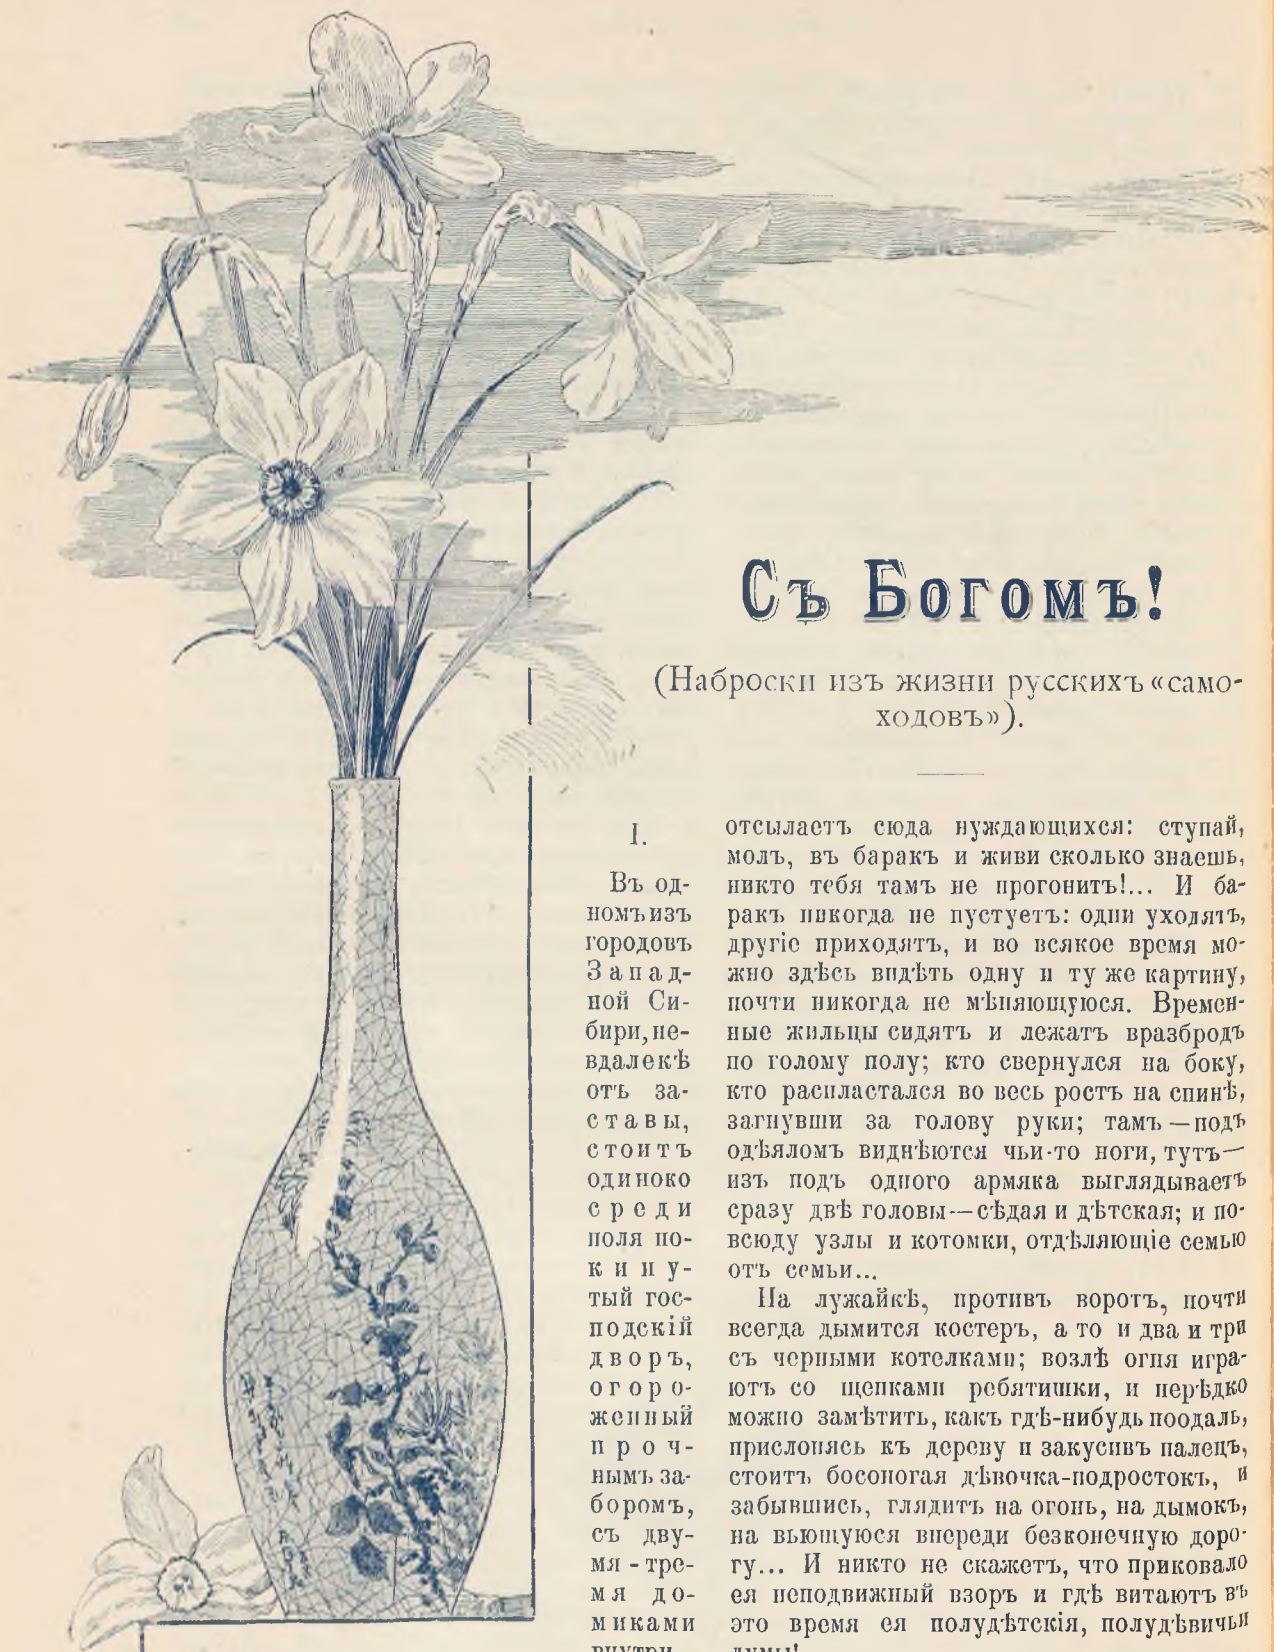 Съ Богомъ!
(Наброски изъ жизни русскихъ «само-
ходовъ»).
I.
Въ од-
номъ изъ
городовъ
Запад-
ной Си-
бири, не-
вдалекѣ
отъ за-
ставы,
стоитъ
одиноко
среди
поля по-
кину-
тый гос-
подскій
дворъ,
огоро-
женный
проч-
нымъ за-
боромъ,
съ дву-
мя-тре-
мя до-
миками
внутри
отсылаетъ сюда нуждающихся: ступай,
молъ, въ баракъ и живи сколько знаешь,
никто тебя тамъ не прогонитъ!... И ба-
ракъ никогда не пустуетъ: одни уходятъ,
другіе приходятъ, и во всякое время мо-
жно здѣсь видѣть одну и ту же картину,
почти никогда не мѣняющуюся. Времен-
ные жильцы сидятъ и лежатъ вразбродъ
по голому полу; кто свернулся на боку,
кто распластался во весь ростъ на спинѣ,
загнувши за голову руки; тамъ—подъ
одѣяломъ виднѣются чьи-то ноги, тутъ—
изъ подъ одного армяка выглядываетъ
сразу двѣ головы—сѣдая и дѣтская; и по-
всюду узлы и котомки, отдѣляющіе семью
отъ семьи...
На лужайкѣ, противъ воротъ, почти
всегда дымится костеръ, а то и два и три
съ черными котелками; возлѣ огня игра-
ютъ со щепками ребятишки, и нерѣдко
можно замѣтить, какъ гдѣ-нибудь поодаль,
прислонясь къ дереву и закусивъ палецъ,
стоитъ босоногая дѣвочка-подростокъ, и
забывшись, глядитъ на огонь, на дымокъ,
на вьющуюся впереди безконечную доро-
гу... И никто не скажетъ, что приковало
ея неподвижный взоръ и гдѣ витаютъ въ
это время ея полудѣтскія, полудѣвичьи
думы!